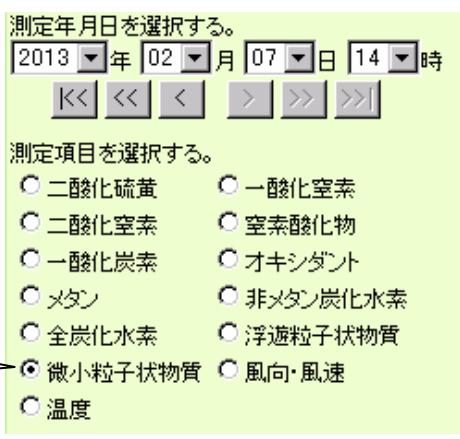 測定年月日を選択する。
2013 年 02 月 07 日 14 時
|<< << < > >> >>|
測定項目を選択する。
二酸化硫黄 一酸化窒素
二酸化窒素 窒素酸化物
一酸化炭素 オキシダント
メタン 非メタン炭化水素
全炭化水素 浮遊粒子状物質
微小粒子状物質 風向・風速
温度